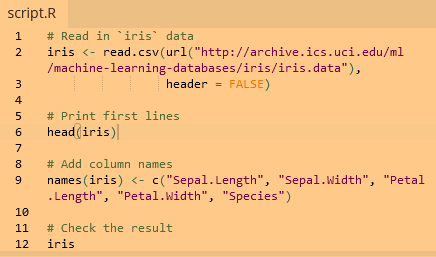 script.R
1 # Read in `iris` data
2 iris <- read.csv(url("http://archive.ics.uci.edu/ml
/machine-learning-databases/iris/iris.data"),
3 header = FALSE)
4
5 # Print first lines
6 head(iris)
7
8 # Add column names
9 names(iris) <- c("Sepal.Length", "Sepal.Width", "Petal
.Length", "Petal.Width", "Species")
10
11 # Check the result
12 iris